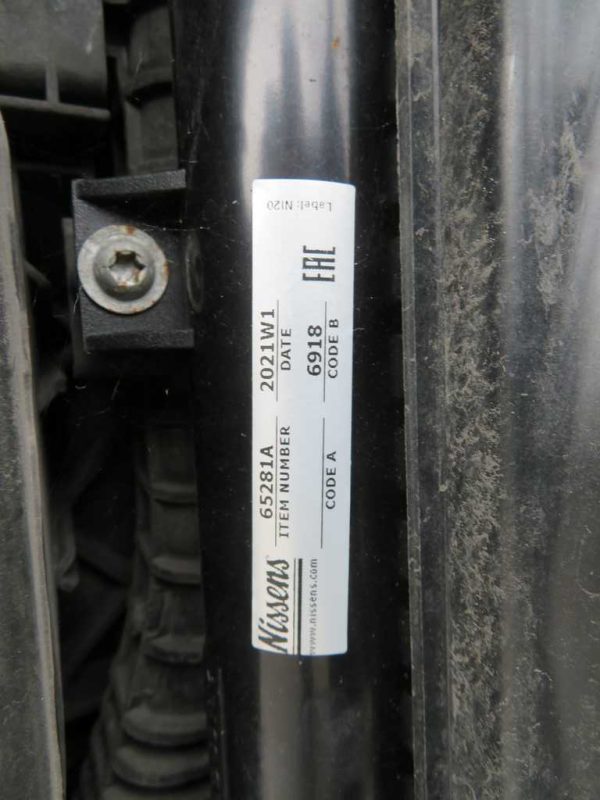 Nissens
www.nissens.com
65281A
ITEM NUMBER
2021W1
DATE
CODE A
6918
CODE B
EAC
Label: NI20